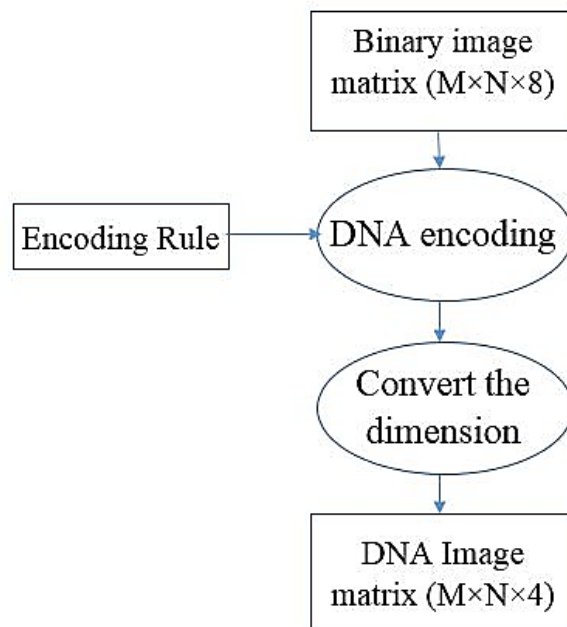 Binary image
matrix (M×N×8)
Encoding Rule
DNA encoding
Convert the
dimension
DNA Image
matrix (M×N×4)